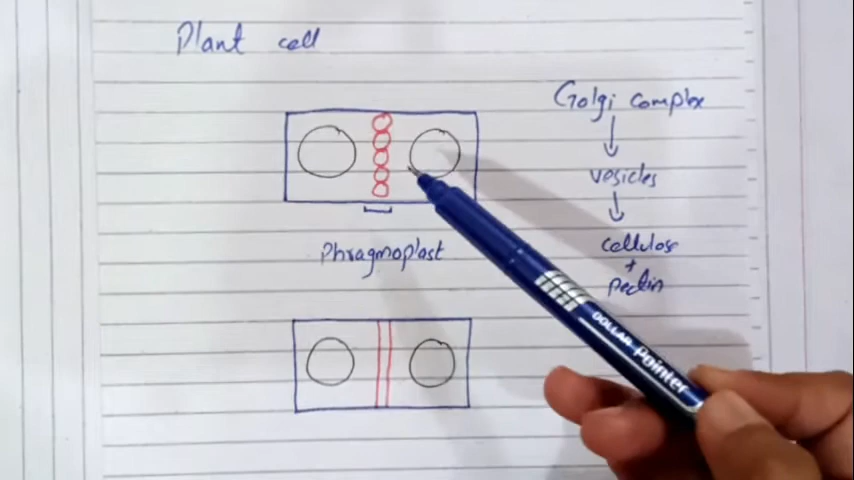 Plant cell
Golgi complex
vesicles
cellulose
+
Pectin
Phragmoplast
DOLLAR Pointer